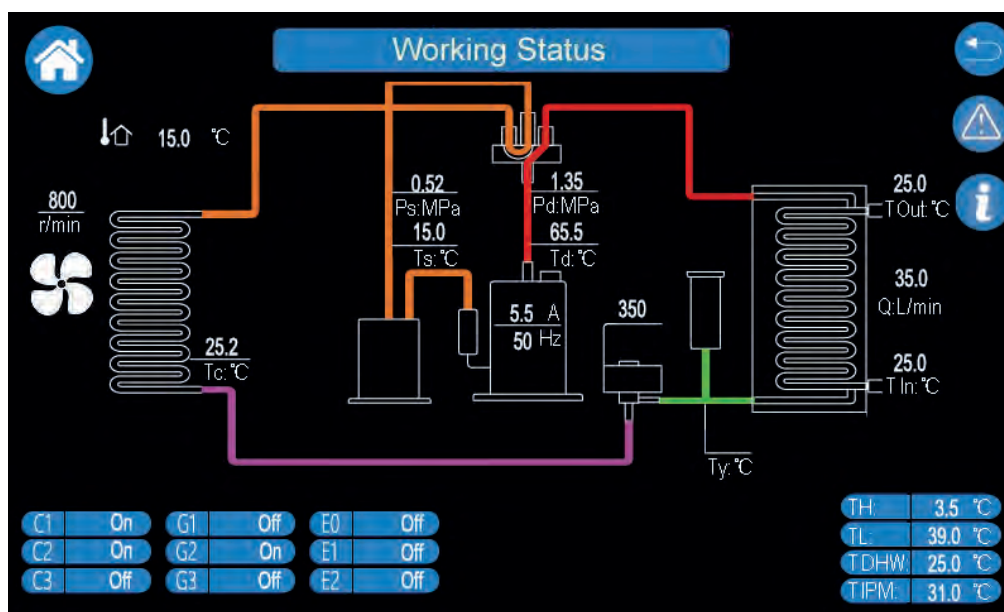 Working Status
15.0 ℃
800
r/min
0.52
Ps:MPa
15.0
Ts:℃
1.35
Pd:MPa
65.5
Td:℃
5.5 A
50 Hz
350
25.2
Tc:℃
25.0
TOut:℃
35.0
Q:L/min
25.0
TIn:℃
Ty:℃
C1 On G1 Off E0 Off
C2 On G2 On E1 Off
C3 Off G3 Off E2 Off
TH: 3.5 ℃
TL: 39.0 ℃
TDHW: 25.0 ℃
TIPM: 31.0 ℃